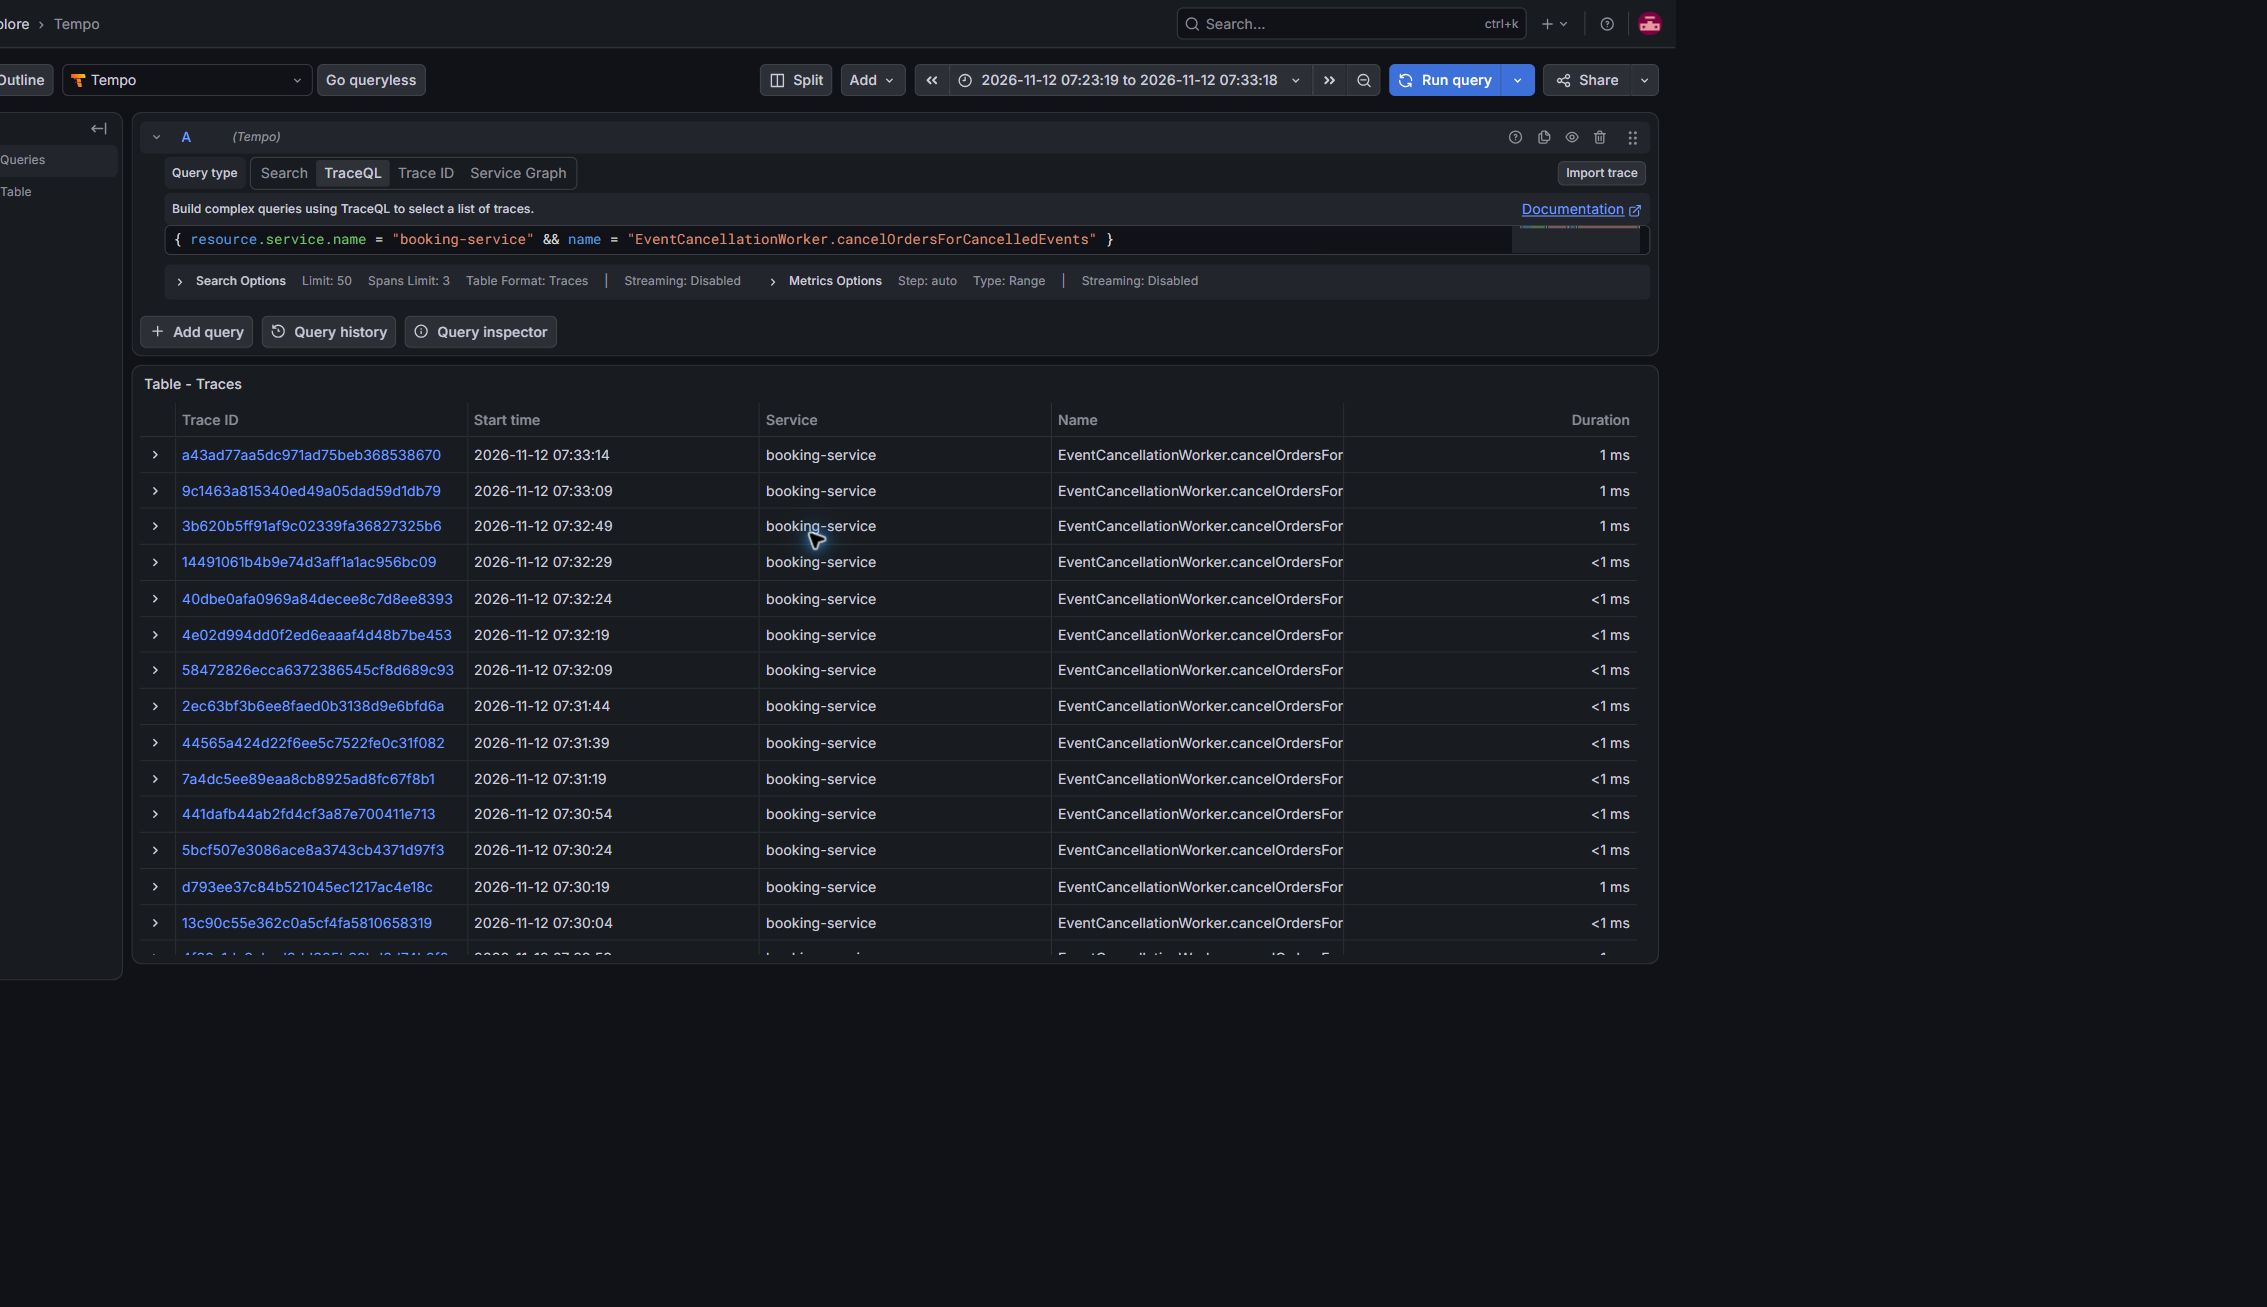 plore › Tempo
Search... ctrl+k
Outline Tempo Go queryless Split Add 2026-11-12 07:23:19 to 2026-11-12 07:33:18 Run query Share
Queries
Table
A (Tempo)
Query type Search TraceQL Trace ID Service Graph Import trace
Build complex queries using TraceQL to select a list of traces. Documentation
{ resource.service.name = "booking-service" && name = "EventCancellationWorker.cancelOrdersForCancelledEvents" }
Search Options Limit: 50 Spans Limit: 3 Table Format: Traces | Streaming: Disabled Metrics Options Step: auto Type: Range | Streaming: Disabled
+ Add query Query history Query inspector
Table - Traces
Trace ID Start time Service Name Duration
a43ad77aa5dc971ad75beb368538670 2026-11-12 07:33:14 booking-service EventCancellationWorker.cancelOrdersFor 1 ms
9c1463a815340ed49a05dad59d1db79 2026-11-12 07:33:09 booking-service EventCancellationWorker.cancelOrdersFor 1 ms
3b620b5ff91af9c02339fa36827325b6 2026-11-12 07:32:49 booking-service EventCancellationWorker.cancelOrdersFor 1 ms
14491061b4b9e74d3aff1a1ac956bc09 2026-11-12 07:32:29 booking-service EventCancellationWorker.cancelOrdersFor <1 ms
40dbe0afa0969a84decee8c7d8ee8393 2026-11-12 07:32:24 booking-service EventCancellationWorker.cancelOrdersFor <1 ms
4e02d994dd0f2ed6eaaaf4d48b7be453 2026-11-12 07:32:19 booking-service EventCancellationWorker.cancelOrdersFor <1 ms
58472826ecca6372386545cf8d689c93 2026-11-12 07:32:09 booking-service EventCancellationWorker.cancelOrdersFor <1 ms
2ec63bf3b6ee8faed0b3138d9e6bfd6a 2026-11-12 07:31:44 booking-service EventCancellationWorker.cancelOrdersFor <1 ms
44565a424d22f6ee5c7522fe0c31f082 2026-11-12 07:31:39 booking-service EventCancellationWorker.cancelOrdersFor <1 ms
7a4dc5ee89eaa8cb8925ad8fc67f8b1 2026-11-12 07:31:19 booking-service EventCancellationWorker.cancelOrdersFor <1 ms
441dafb44ab2fd4cf3a87e700411e713 2026-11-12 07:30:54 booking-service EventCancellationWorker.cancelOrdersFor <1 ms
5bcf507e3086ace8a3743cb4371d97f3 2026-11-12 07:30:24 booking-service EventCancellationWorker.cancelOrdersFor <1 ms
d793ee37c84b521045ec1217ac4e18c 2026-11-12 07:30:19 booking-service EventCancellationWorker.cancelOrdersFor 1 ms
13c90c55e362c0a5cf4fa5810658319 2026-11-12 07:30:04 booking-service EventCancellationWorker.cancelOrdersFor <1 ms